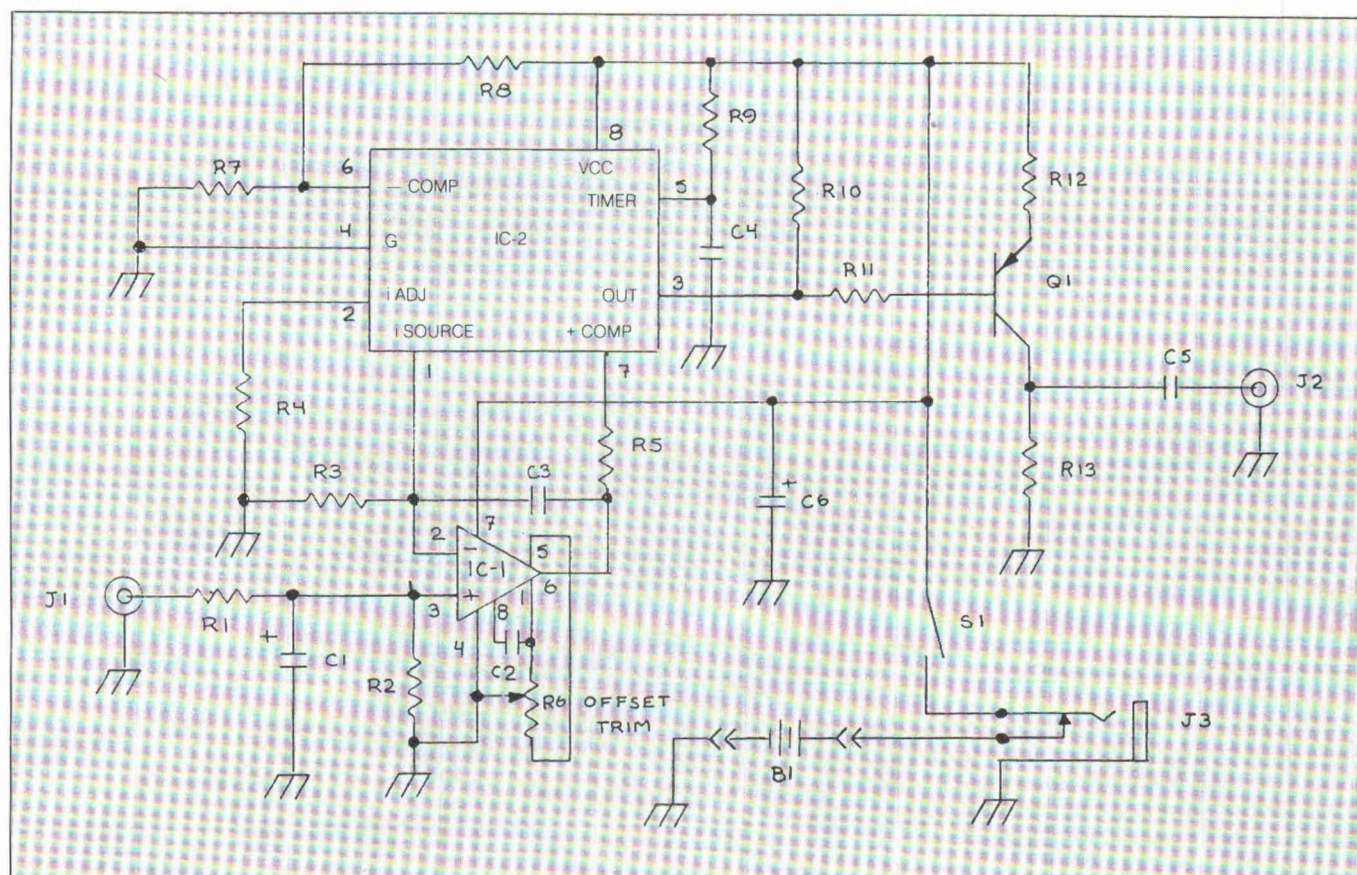 R8
8
R9
R7
6
— COMP
VCC
TIMER
5
R10
R12
4
G
IC-2
C4
R11
Q1
i ADJ
OUT
3
2
i SOURCE
+ COMP
1
7
C5
J2
R4
R5
R3
C3
R13
+
C6
7
2
−
5
IC-1
6
J1
R1
3
+
8
1
S1
+
C1
4
C2
R2
R6 OFFSET
TRIM
J3
B1